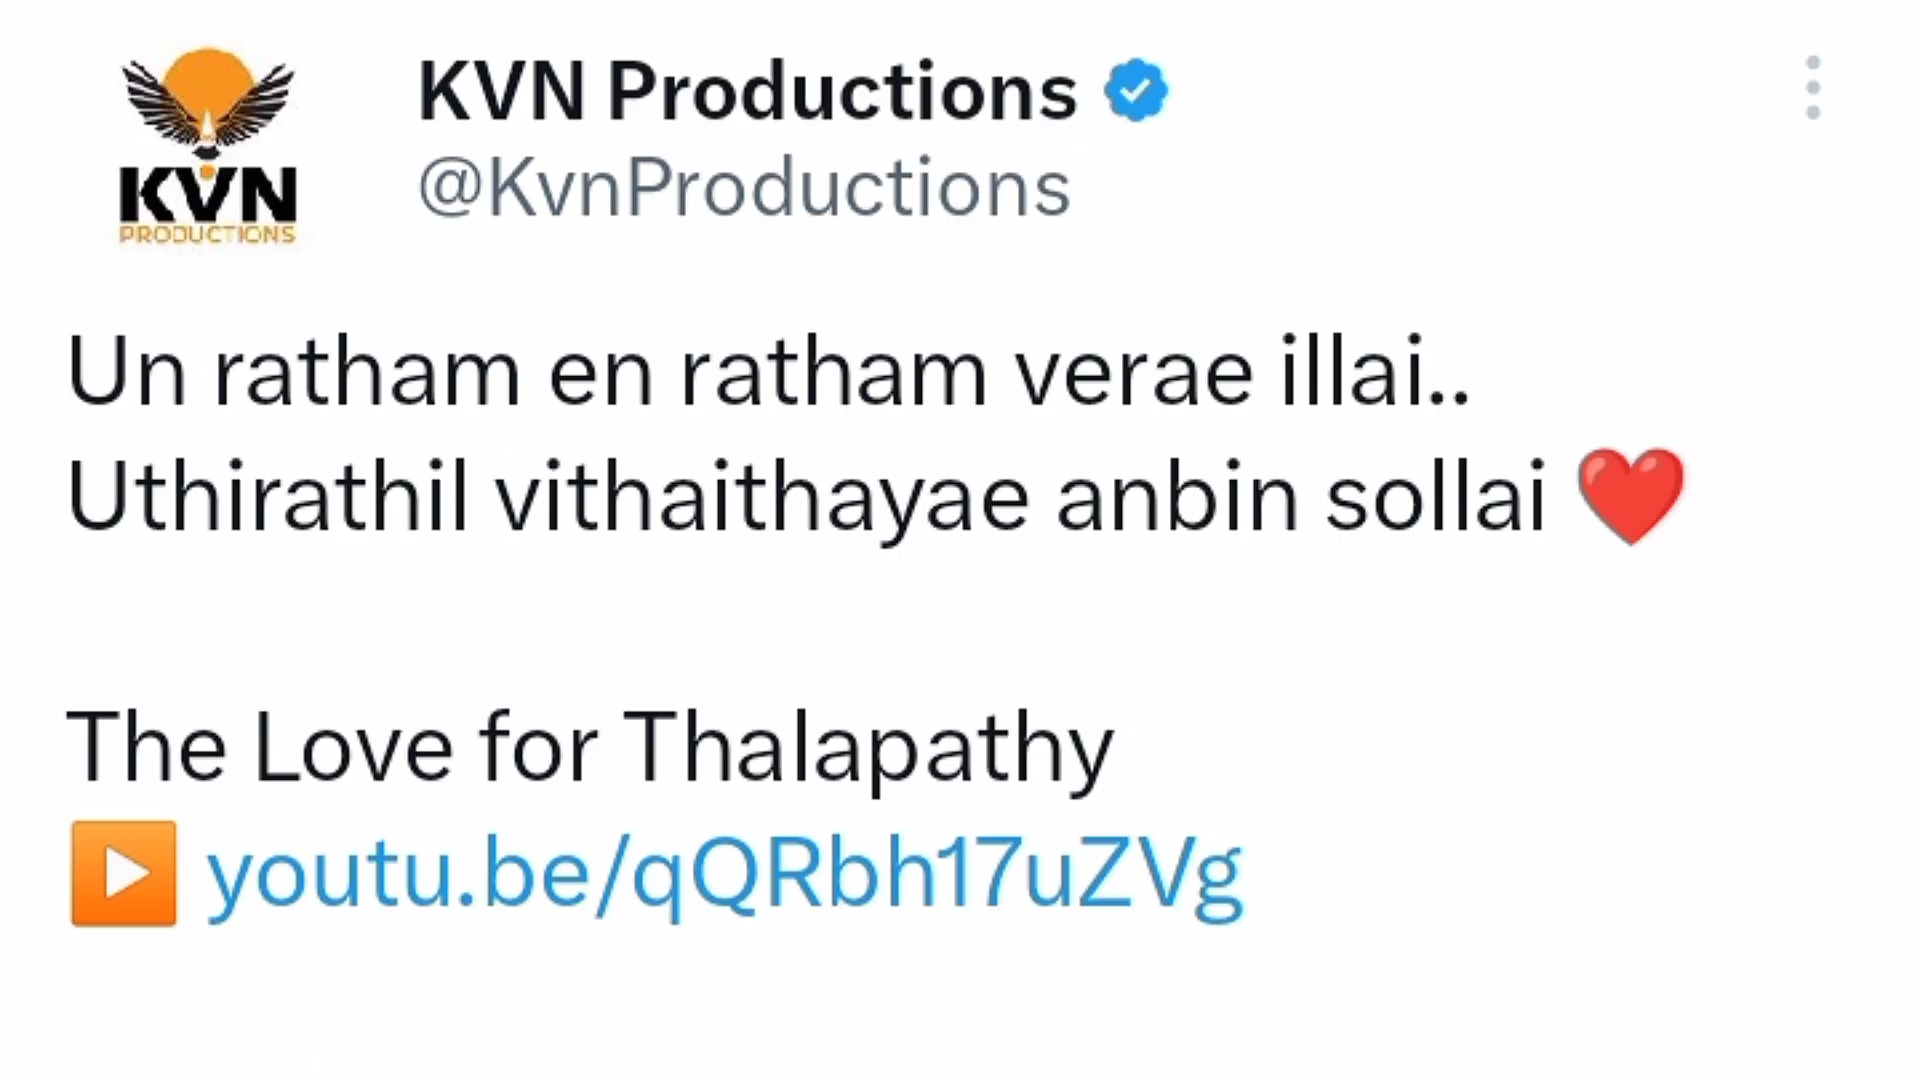 KVN
PRODUCTIONS
KVN Productions
@KvnProductions
Un ratham en ratham verae illai..
Uthirathil vithaithayae anbin sollai ❤️
The Love for Thalapathy
▶️ youtu.be/qQRbh17uZVg